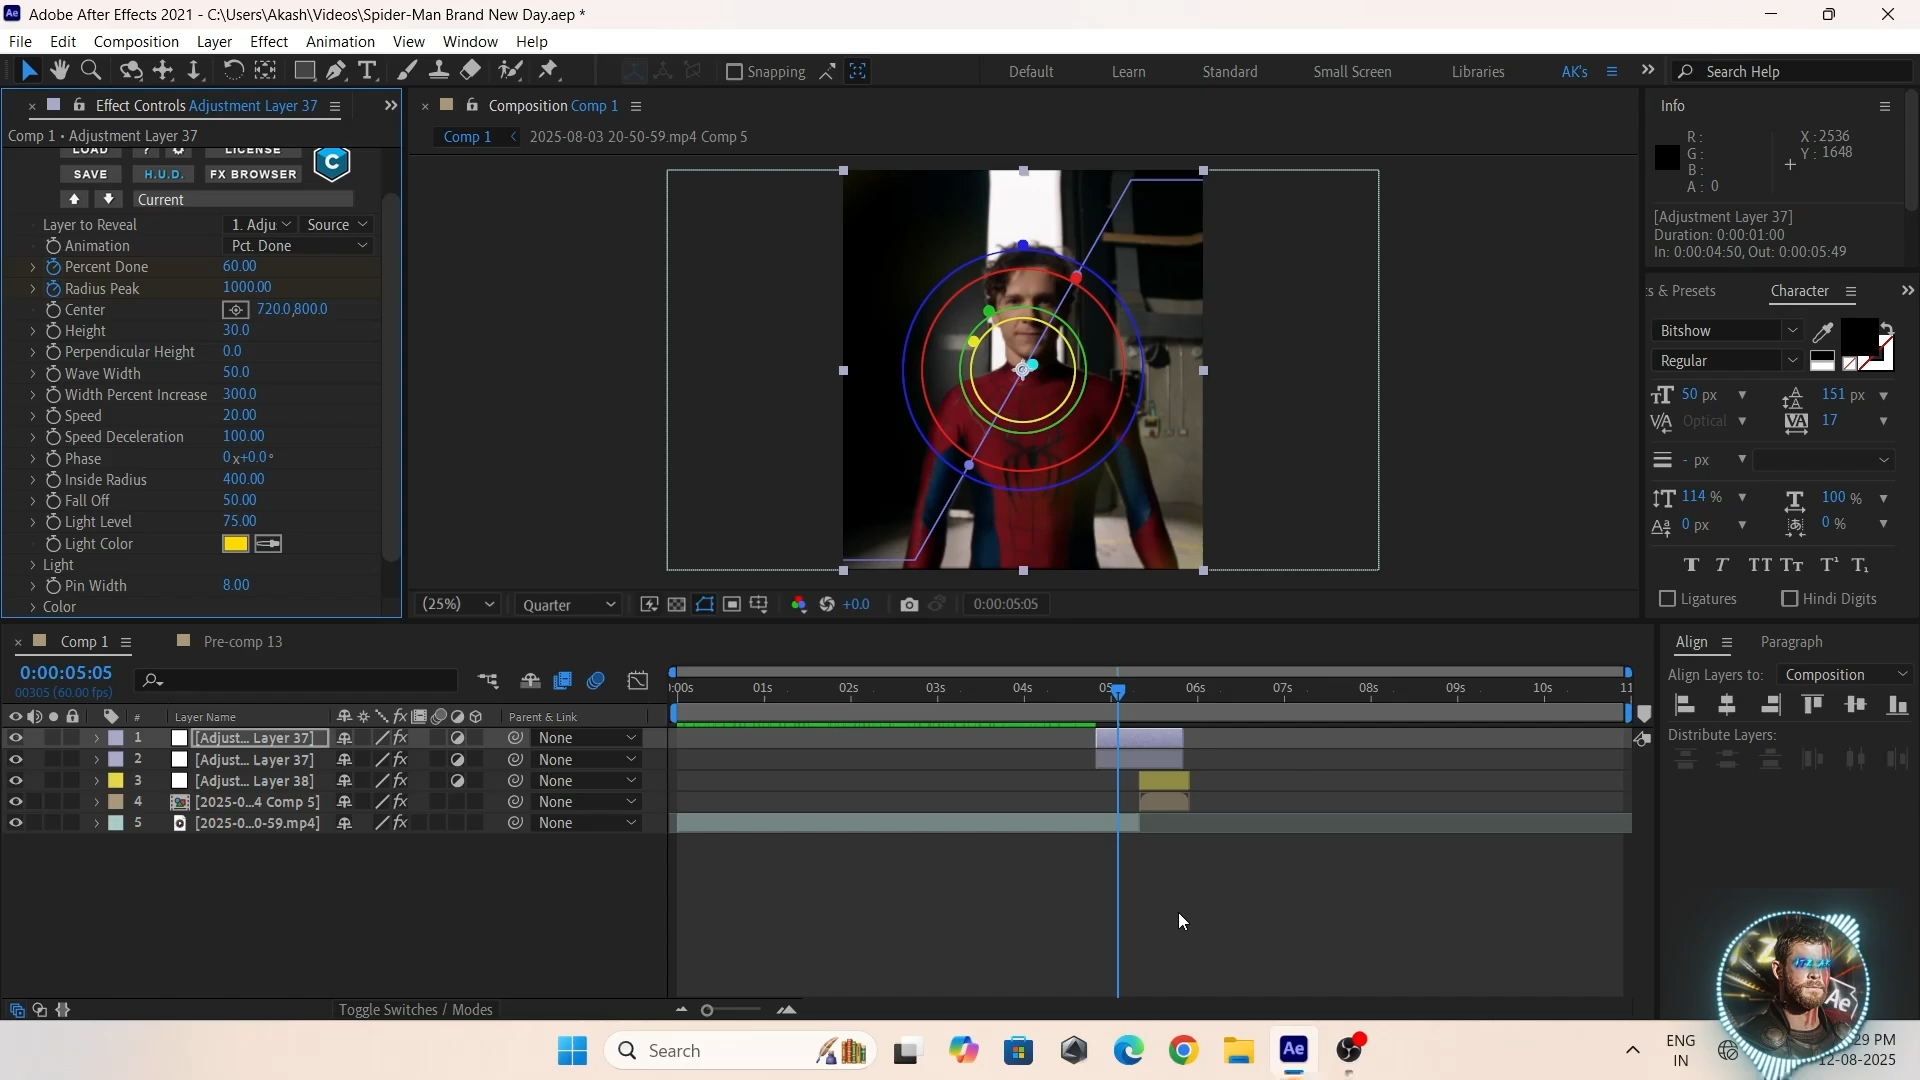 Adobe After Effects 2021 - C:\Users\Akash\Videos\Spider-Man Brand New Day.aep *
File Edit Composition Layer Effect Animation View Window Help
Snapping Default Learn Standard Small Screen Libraries AK's Search Help
Effect Controls Adjustment Layer 37
Composition Comp 1
Info
Comp 1 • Adjustment Layer 37
Comp 1 2025-08-03 20-50-59.mp4 Comp 5
LOAD ? LICENSE
SAVE H.U.D. FX BROWSER
Current
Layer to Reveal 1. Adju Source
Animation Pct. Done
Percent Done 60.00
Radius Peak 1000.00
Center 720.0,800.0
Height 30.0
Perpendicular Height 0.0
Wave Width 50.0
Width Percent Increase 300.0
Speed 20.00
Speed Deceleration 100.00
Phase 0x+0.0°
Inside Radius 400.00
Fall Off 50.00
Light Level 75.00
Light Color
Light
Pin Width 8.00
Color
(25%) Quarter +0.0 0:00:05:05
R: X : 2536
G: Y : 1648
B:
A: 0
[Adjustment Layer 37]
Duration: 0:00:01:00
In: 0:00:04:50, Out: 0:00:05:49
s & Presets Character
Bitshow
Regular
50 px 151 px
Optical 17
- px
114 % 100 %
0 px 0 %
T T TT Tt T¹ T₁
Ligatures Hindi Digits
Comp 1 Pre-comp 13
0:00:05:05
00305 (60.00 fps)
:00s 01s 02s 03s 04s 05 06s 07s 08s 09s 10s 11
# Layer Name Parent & Link
1 [Adjust... Layer 37] None
2 [Adjust... Layer 37] None
3 [Adjust... Layer 38] None
4 [2025-0...4 Comp 5] None
5 [2025-0...0-59.mp4] None
Toggle Switches / Modes
Align Paragraph
Align Layers to: Composition
Distribute Layers:
Search
Ae
ENG
IN
29 PM
12-08-2025